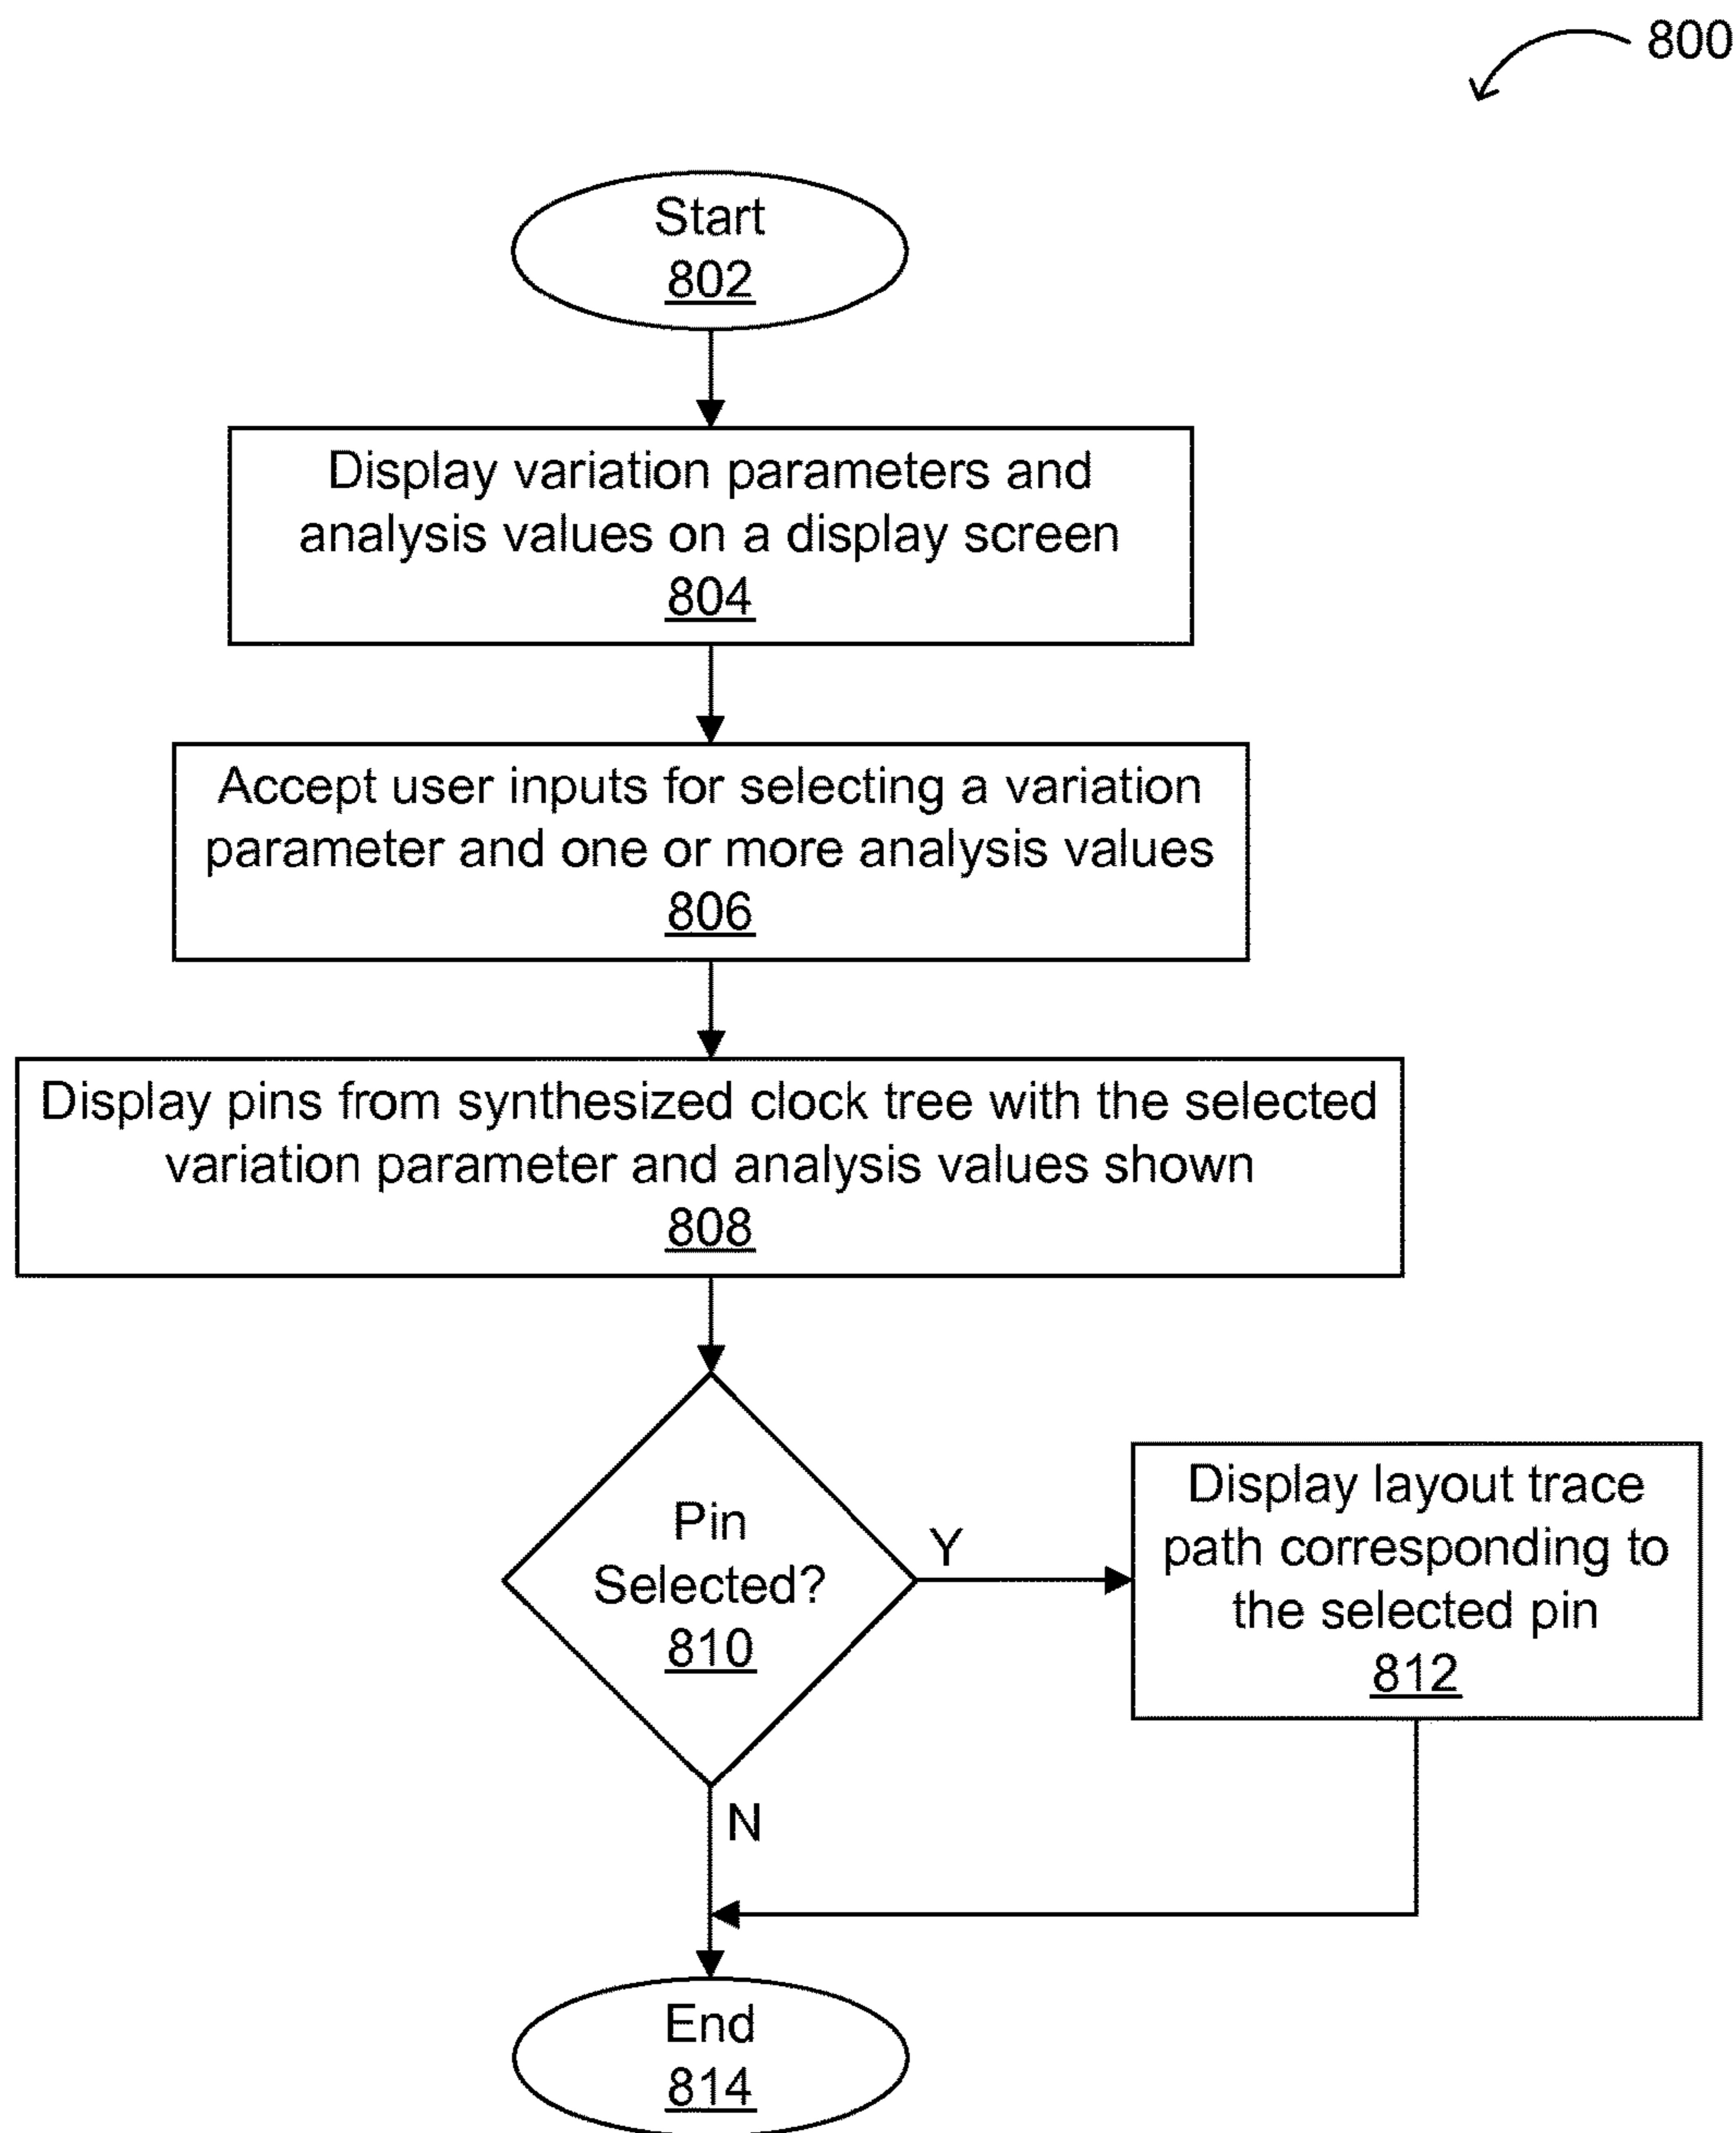 800
Start
802
Display variation parameters and
analysis values on a display screen
804
Accept user inputs for selecting a variation
parameter and one or more analysis values
806
Display pins from synthesized clock tree with the selected
variation parameter and analysis values shown
808
Pin
Selected?
810
Y
Display layout trace
path corresponding to
the selected pin
812
N
End
814